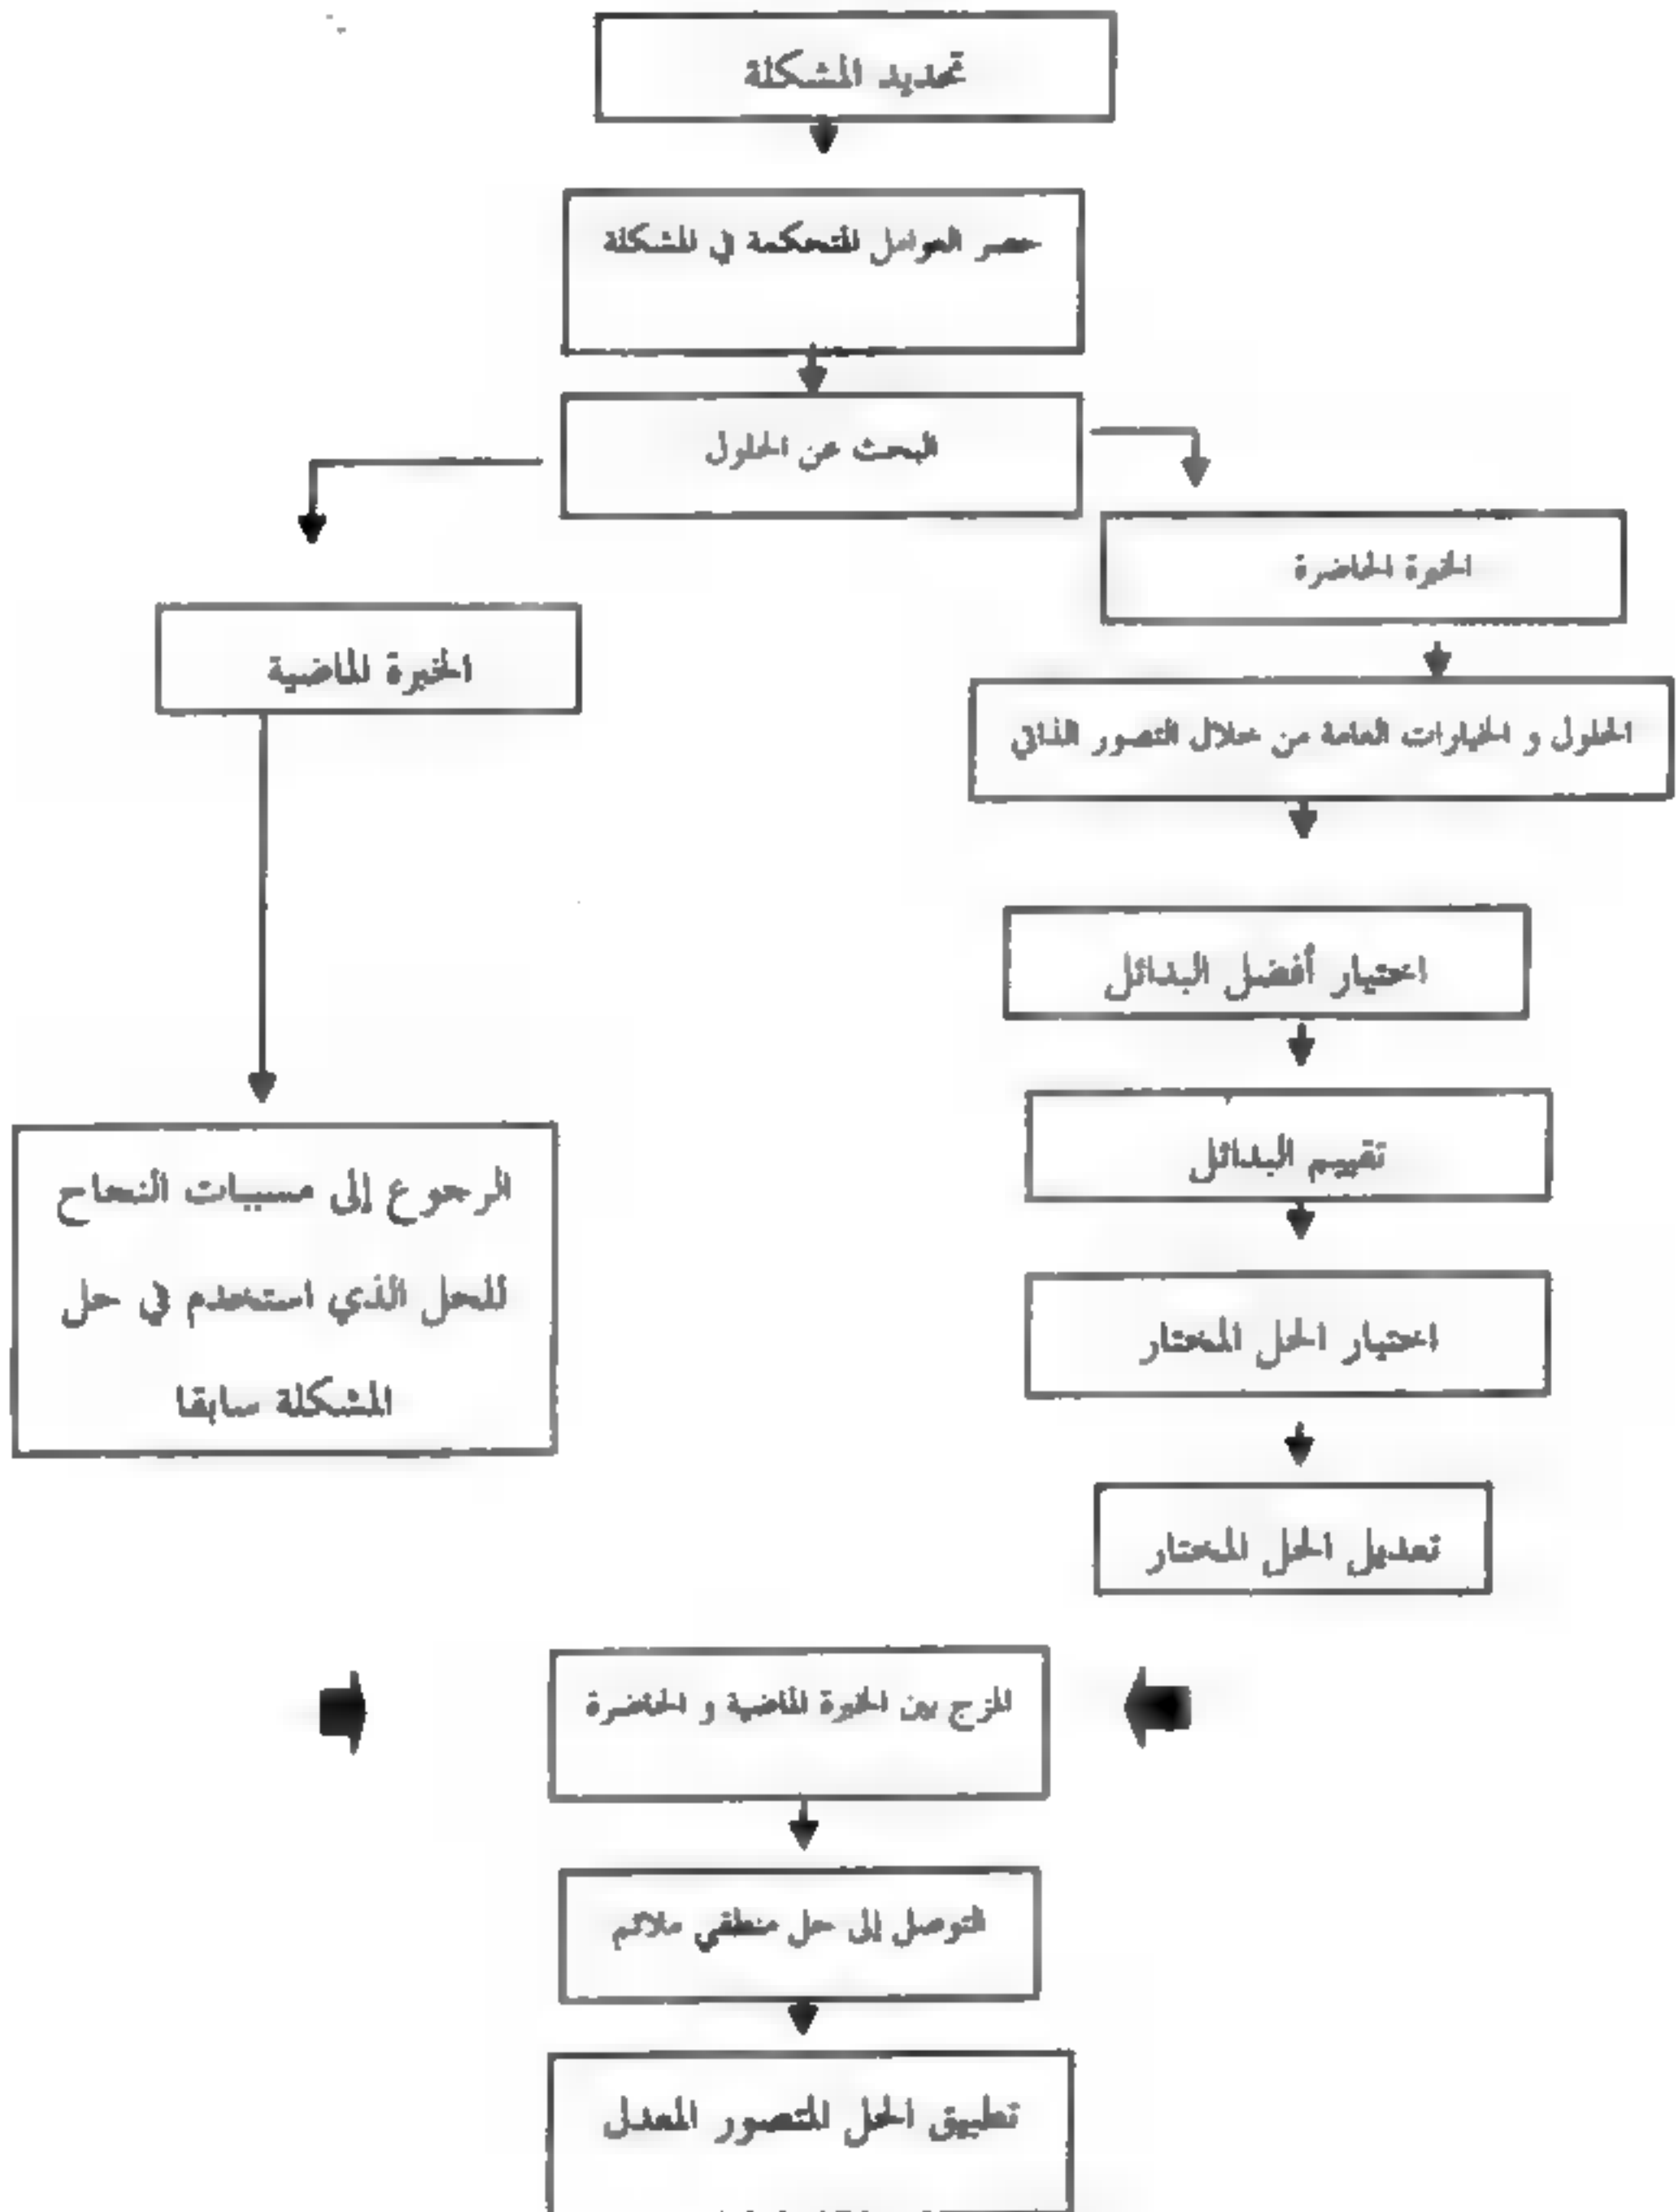 تحديد المشكلة
حصر العوامل المتحكمة في المشكلة
البحث عن الحلول
الخبرة الحاضرة
الخبرة الماضية
الحلول و الخيارات العامة من خلال التصور الذاتي
اختيار أفضل البدائل
تقييم البدائل
الرجوع إلى مسببات النجاح
للحل الذي استخدم في حل
المشكلة سابقا
اختيار الحل المختار
تعديل الحل المختار
المزج بين الخبرة الماضية و الحاضرة
التوصل إلى حل منطقي ملائم
تطبيق الحل المتصور المعدل